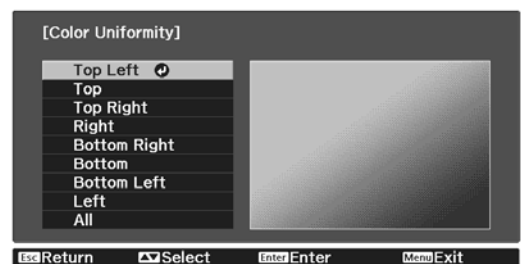 [Color Uniformity]
Top Left
Top
Top Right
Right
Bottom Right
Bottom
Bottom Left
Left
All
Esc Return Select Enter Enter Menu Exit